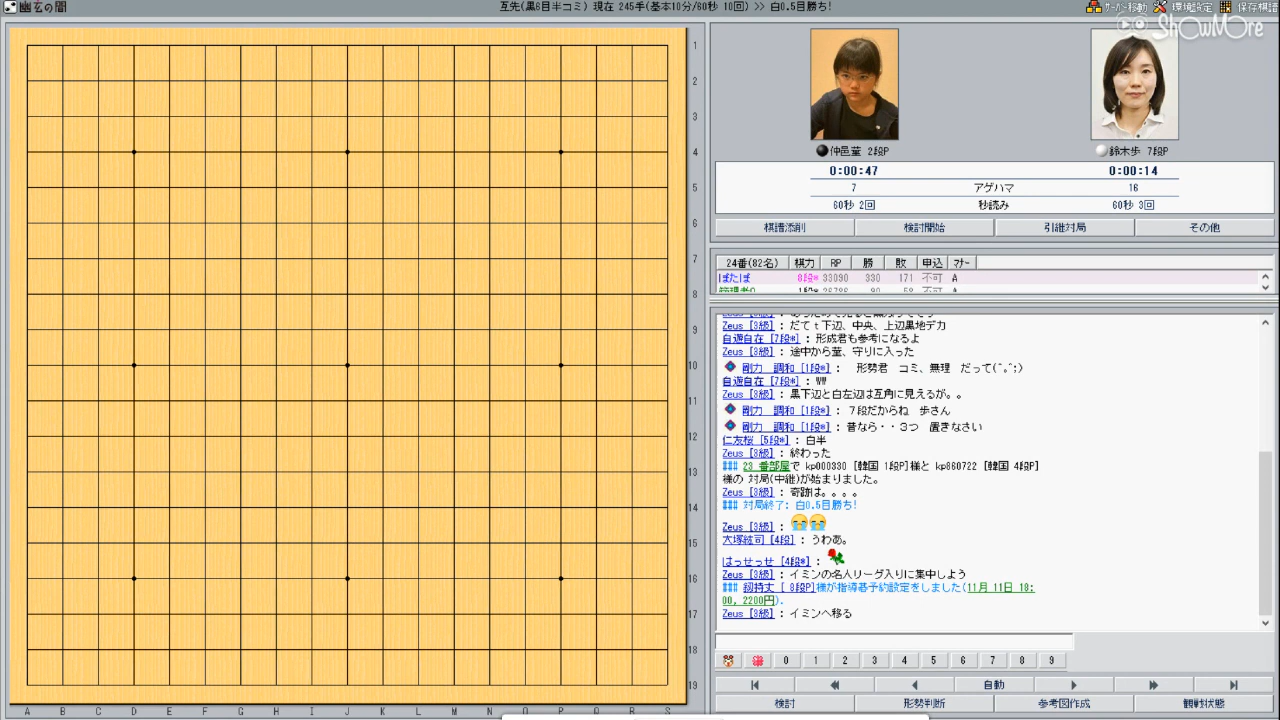 幽玄の間
互先(黒6目半コミ) 現在 245手(基本10分/60秒 10回) >> 白0.5目勝ち!
サーバー移動 環境設定 保存棋譜
ShowMore
仲邑菫 2段P 鈴木歩 7段P
0:00:47 0:00:14
7 アゲハマ 16
60秒 2回 秒読み 60秒 3回
棋譜添削 検討開始 引継対局 その他
24番(82名) 棋力 RP 勝 敗 申込 マナー
ぱたぱ 8段* 33090 330 171 不可 A
Zeus [3級] : だてｔ下辺、中央、上辺黒地デカ
自遊自在 [7段*] : 形成君も参考になるよ
Zeus [3級] : 途中から菫、守りに入った
剛力 調和 [1段*] : 形勢君 コミ、無理 だって(^｡^;)
自遊自在 [7段*] : WW
Zeus [3級] : 黒下辺と白左辺は互角に見えるが。。
剛力 調和 [1段*] : ７段だからね 歩さん
剛力 調和 [1段*] : 昔なら・・３つ 置きなさい
仁友桜 [5段*] : 白半
Zeus [3級] : 終わった
### 23 番部屋で kp000330 [韓国 1段P]様と kp860722 [韓国 4段P]
様の 対局(中継)が始まりました。
Zeus [3級] : 奇跡は。。。。
### 対局終了: 白0.5目勝ち!
Zeus [3級] : 😭😭
大塚紘司 [4段] : うわあ。
はっせっせ [4段*] : 🌹
Zeus [3級] : イミンの名人リーグ入りに集中しよう
### 剱持丈 [ 8段P]様が指導碁予約設定をしました(11月 11日 18:
00, 2200円).
Zeus [3級] : イミンへ移る
0 1 2 3 4 5 6 7 8 9
自動
検討 形勢判断 参考図作成 観戦状態
1
2
3
4
5
6
7
8
9
10
11
12
13
14
15
16
17
18
19
A B C D E F G H I J K L M N O P Q R S